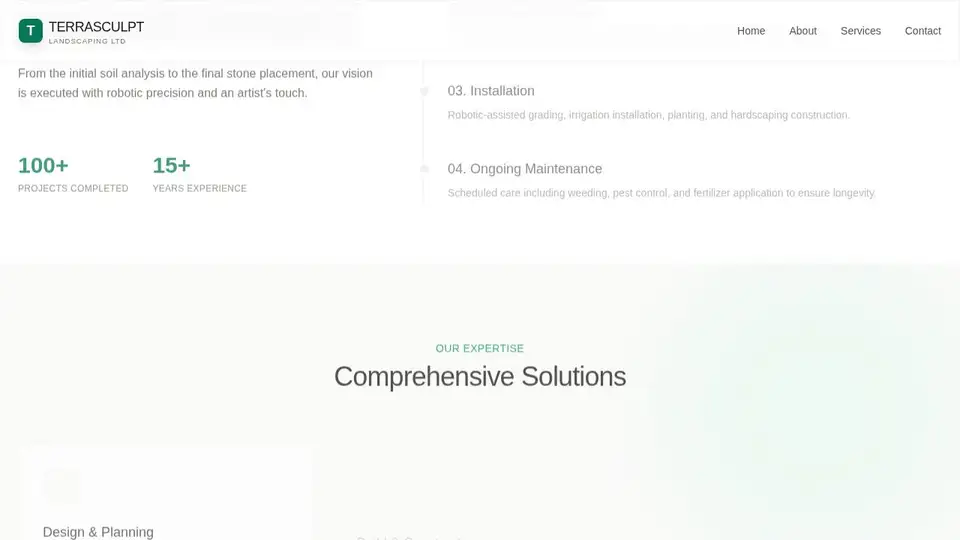 T
TERRASCULPT
LANDSCAPING LTD
Home
About
Services
Contact
From the initial soil analysis to the final stone placement, our vision
is executed with robotic precision and an artist's touch.
100+
PROJECTS COMPLETED
15+
YEARS EXPERIENCE
03. Installation
Robotic-assisted grading, irrigation installation, planting, and hardscaping construction.
04. Ongoing Maintenance
Scheduled care including weeding, pest control, and fertilizer application to ensure longevity.
OUR EXPERTISE
Comprehensive Solutions
Design & Planning